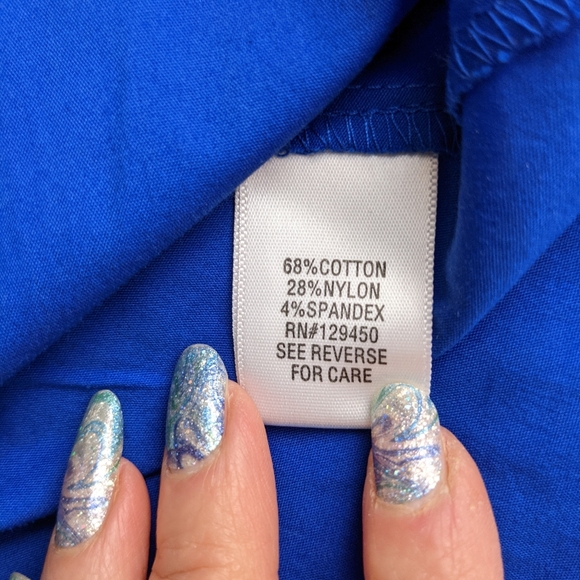 68%COTTON
28%NYLON
4%SPANDEX
RN#129450
SEE REVERSE
FOR CARE